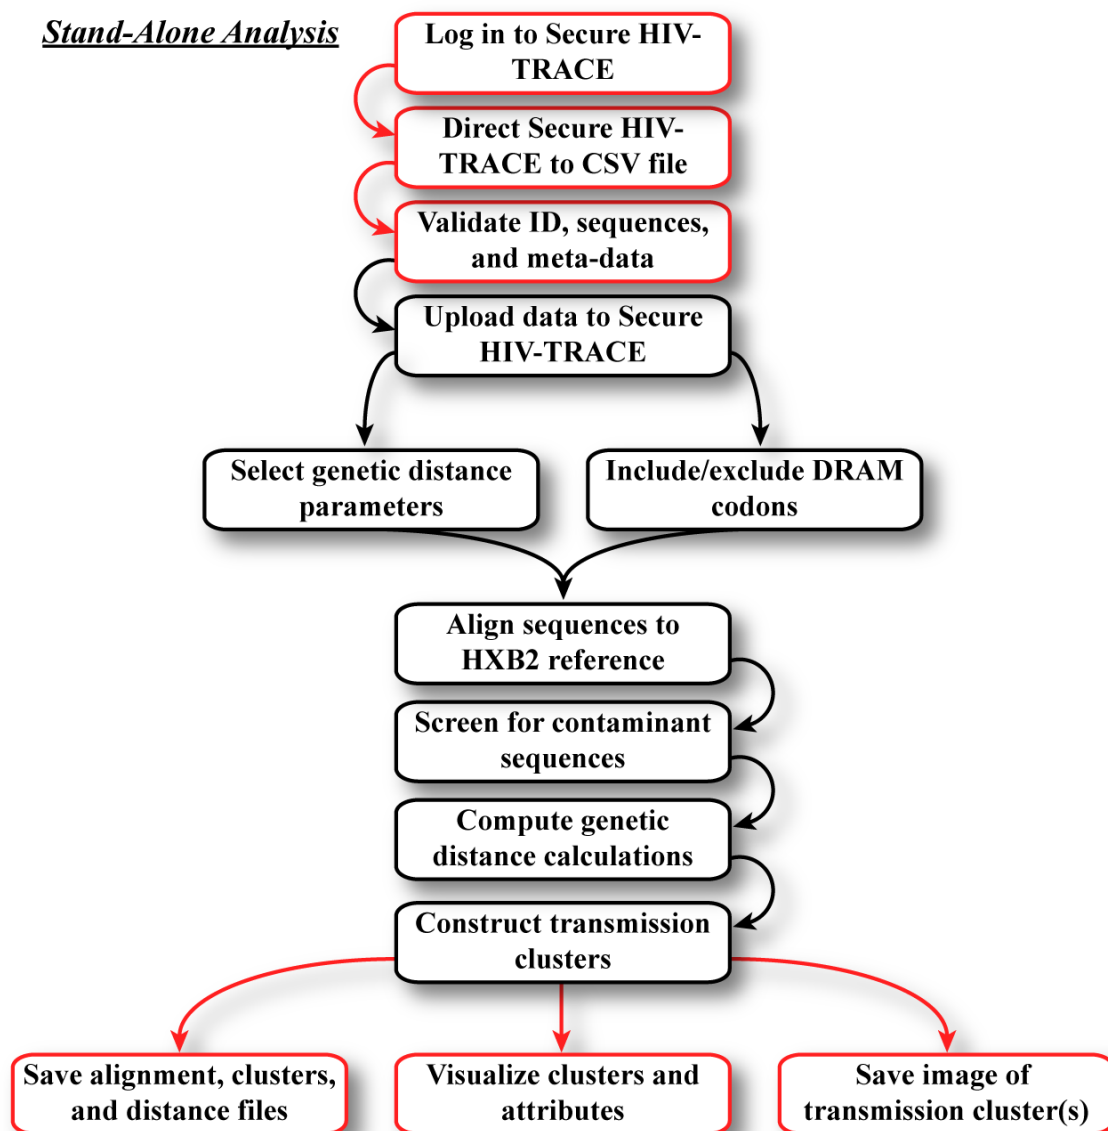 Stand-Alone Analysis
Log in to Secure HIV-
TRACE
Direct Secure HIV-
TRACE to CSV file
Validate ID, sequences,
and meta-data
Upload data to Secure
HIV-TRACE
Select genetic distance
parameters
Include/exclude DRAM
codons
Align sequences to
HXB2 reference
Screen for contaminant
sequences
Compute genetic
distance calculations
Construct transmission
clusters
Save alignment, clusters,
and distance files
Visualize clusters and
attributes
Save image of
transmission cluster(s)